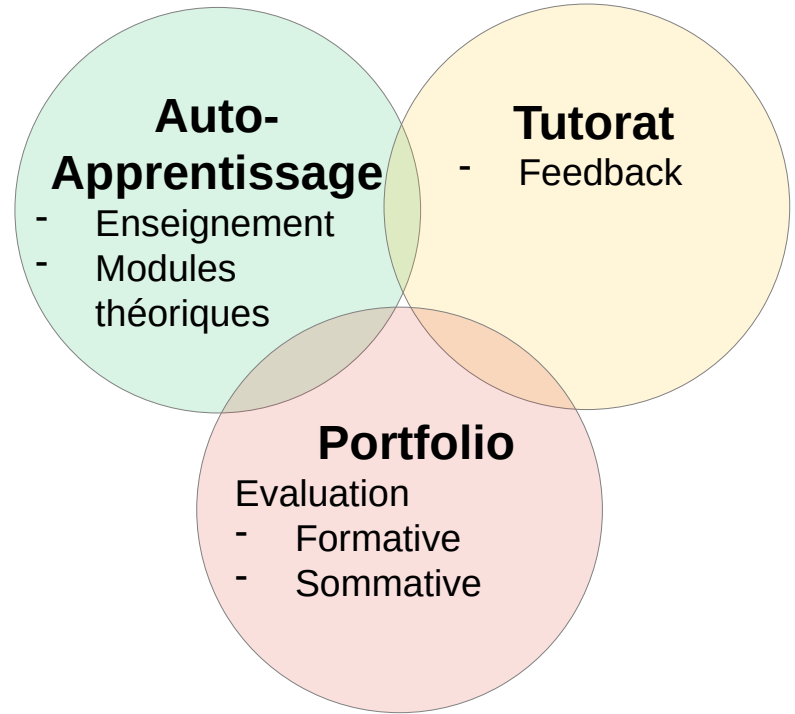 Auto-
Apprentissage
- Enseignement
- Modules
théoriques
Tutorat
- Feedback
Portfolio
Evaluation
- Formative
- Sommative